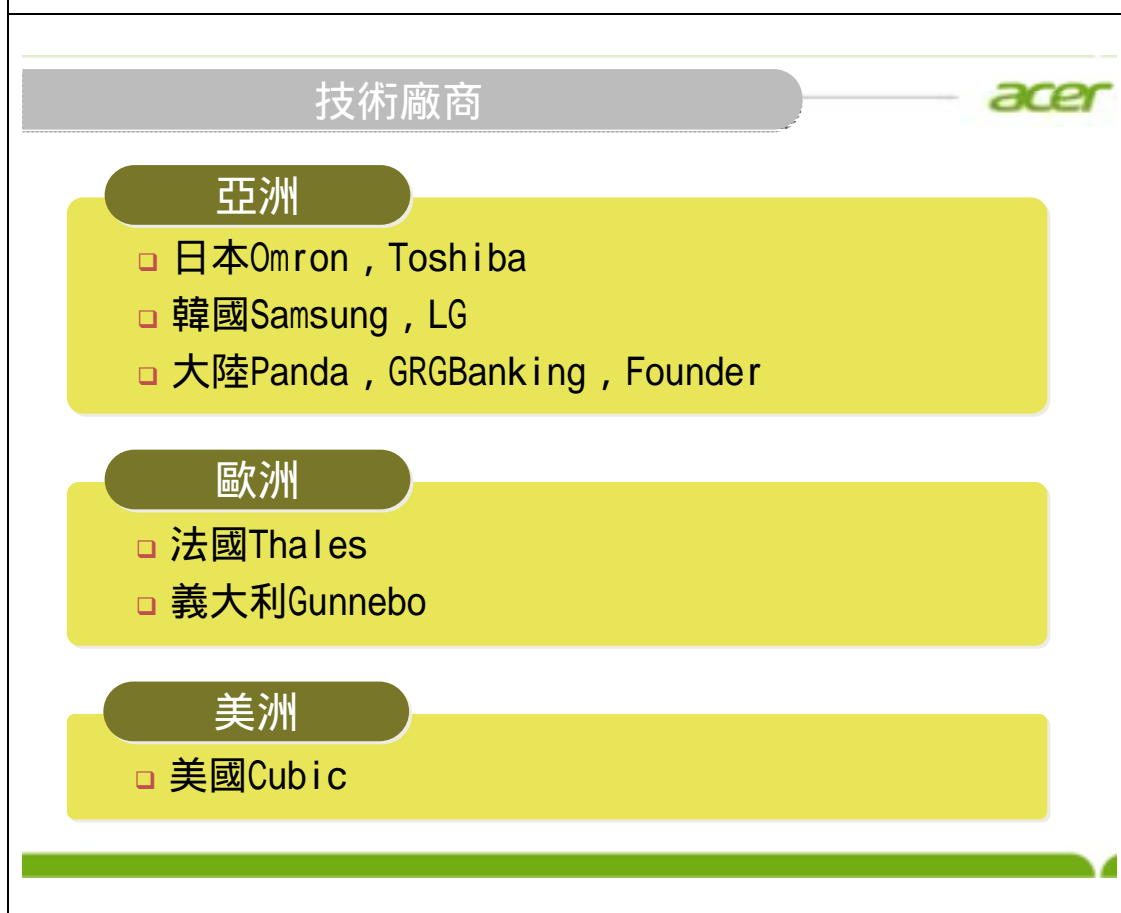 技術廠商
acer
亞洲
日本Omron，Toshiba
韓國Samsung，LG
大陸Panda，GRGBanking，Founder
歐洲
法國Thales
義大利Gunnebo
美洲
美國Cubic